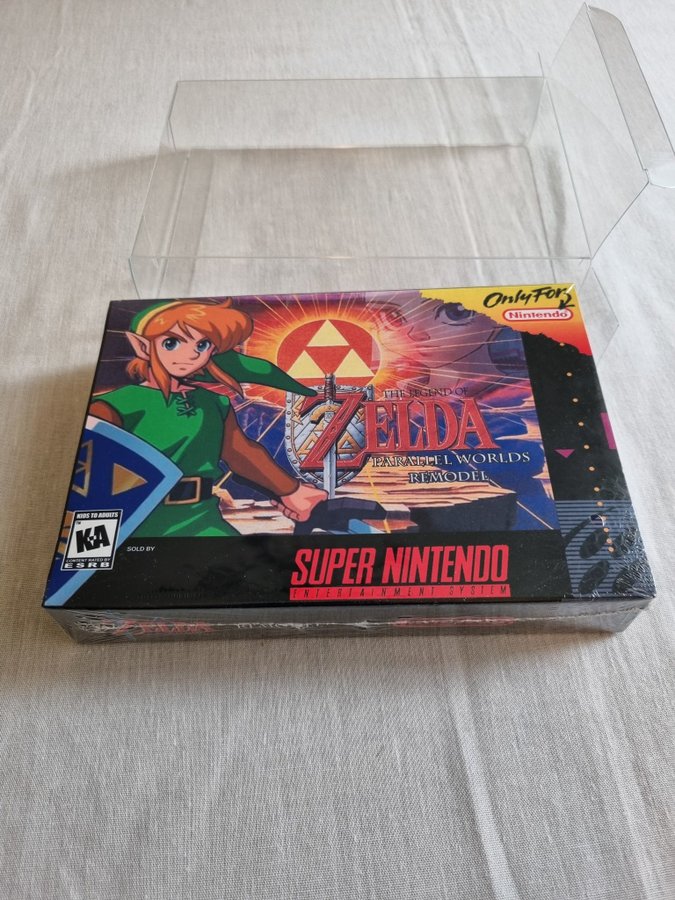 Only For
Nintendo
THE LEGEND OF
ZELDA
PARALLEL WORLDS
REMODEL
KIDS TO ADULTS
K-A
CONTENT RATED BY
ESRB
SOLD BY
SUPER NINTENDO
ENTERTAINMENT SYSTEM
ZELDA